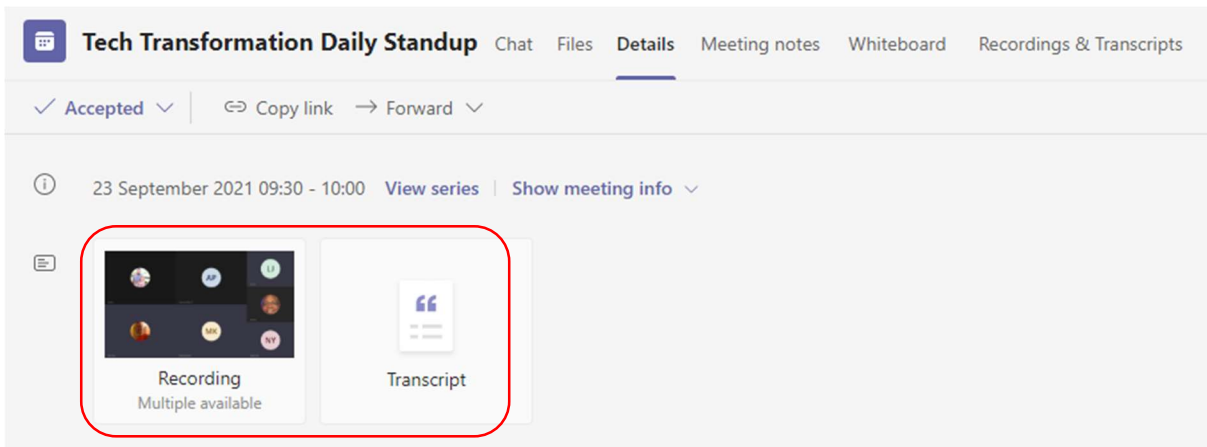 Tech Transformation Daily Standup Chat Files Details Meeting notes Whiteboard Recordings & Transcripts
Accepted Copy link Forward
23 September 2021 09:30 - 10:00 View series Show meeting info
AP LI
MK NY
Recording Transcript
Multiple available